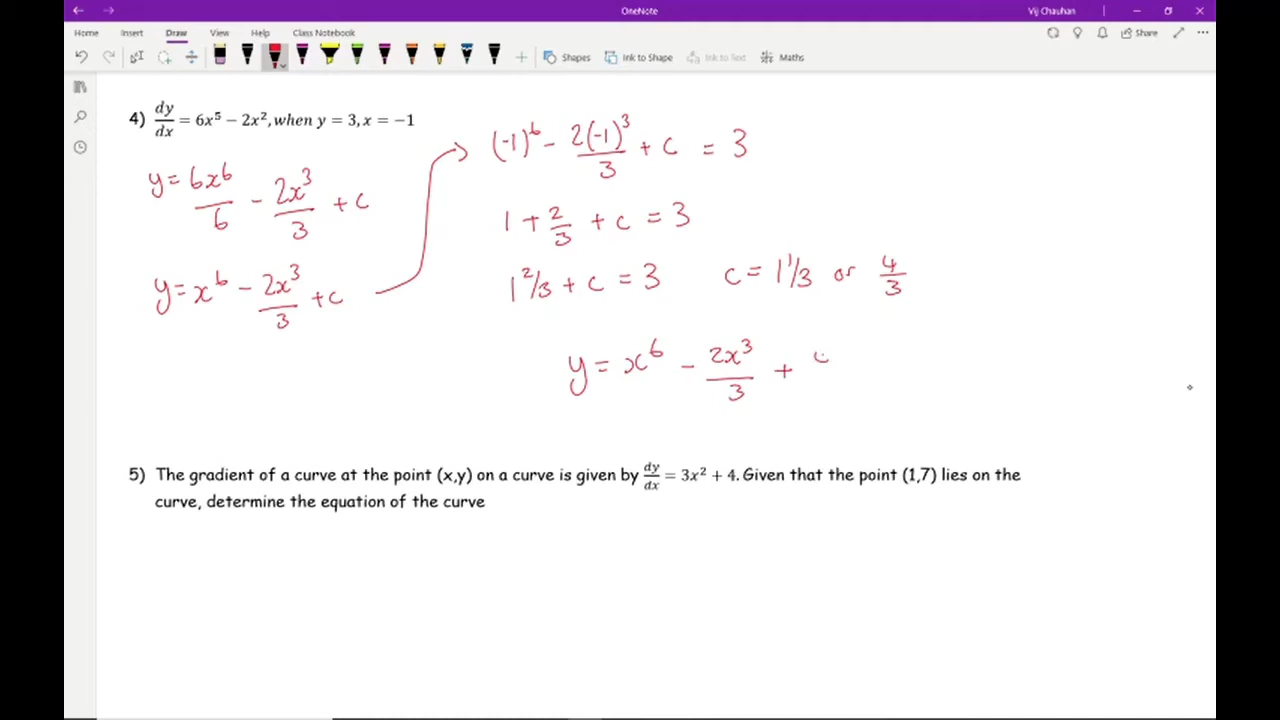 OneNote
Vij Chauhan
Home Insert Draw View Help Class Notebook
Share
Shapes Ink to Shape Ink to Text Maths
4) dy/dx = 6x⁵ − 2x², when y = 3, x = −1
y = 6x⁶/6 − 2x³/3 + c
y = x⁶ − 2x³/3 + c
(-1)⁶ − 2(-1)³/3 + c = 3
1 + 2/3 + c = 3
1 2/3 + c = 3 c = 1 1/3 or 4/3
y = x⁶ − 2x³/3 +
5) The gradient of a curve at the point (x,y) on a curve is given by dy/dx = 3x² + 4. Given that the point (1,7) lies on the
curve, determine the equation of the curve